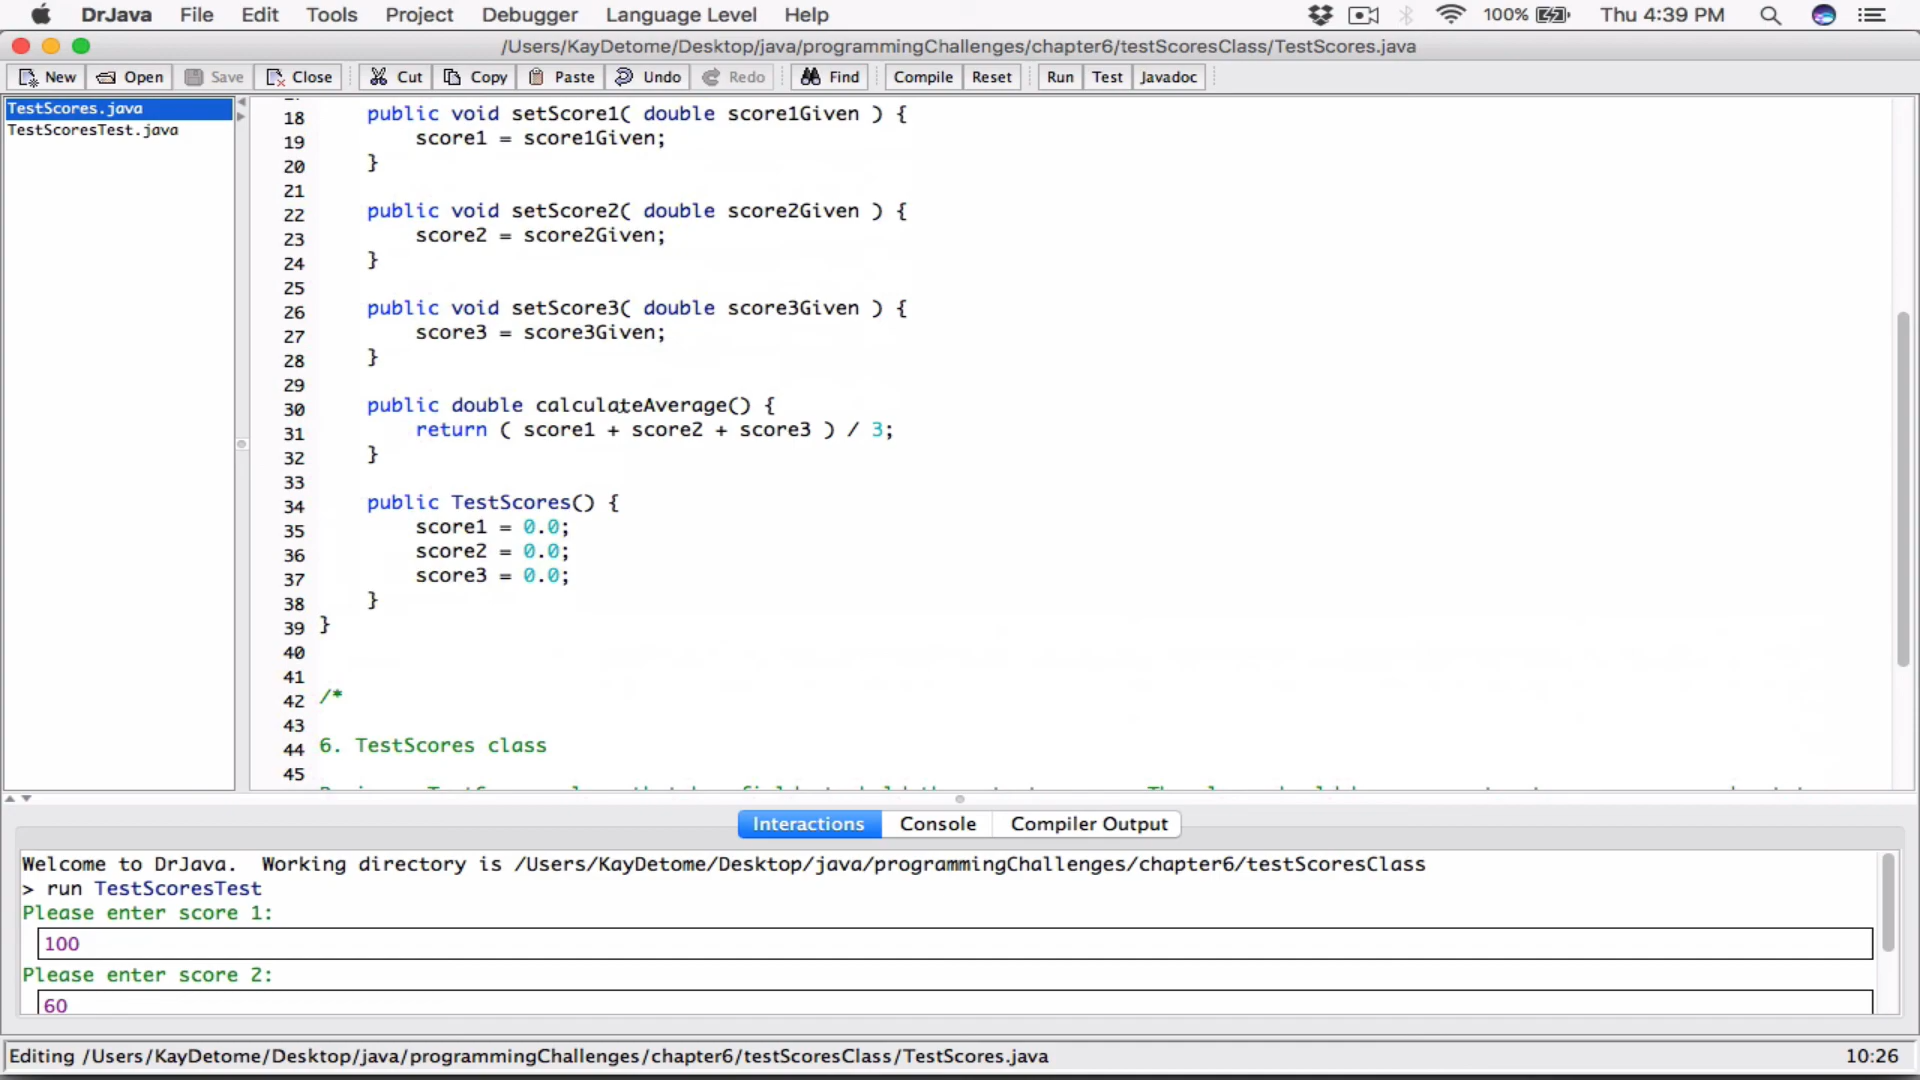 DrJava File Edit Tools Project Debugger Language Level Help 100% Thu 4:39 PM
/Users/KayDetome/Desktop/java/programmingChallenges/chapter6/testScoresClass/TestScores.java
New Open Save Close Cut Copy Paste Undo Redo Find Compile Reset Run Test Javadoc
TestScores.java
TestScoresTest.java
18 public void setScore1( double score1Given ) {
19 score1 = score1Given;
20 }
21
22 public void setScore2( double score2Given ) {
23 score2 = score2Given;
24 }
25
26 public void setScore3( double score3Given ) {
27 score3 = score3Given;
28 }
29
30 public double calculateAverage() {
31 return ( score1 + score2 + score3 ) / 3;
32 }
33
34 public TestScores() {
35 score1 = 0.0;
36 score2 = 0.0;
37 score3 = 0.0;
38 }
39 }
40
41
42 /*
43
44 6. TestScores class
45
Interactions Console Compiler Output
Welcome to DrJava. Working directory is /Users/KayDetome/Desktop/java/programmingChallenges/chapter6/testScoresClass
> run TestScoresTest
Please enter score 1:
100
Please enter score 2:
60
Editing /Users/KayDetome/Desktop/java/programmingChallenges/chapter6/testScoresClass/TestScores.java 10:26